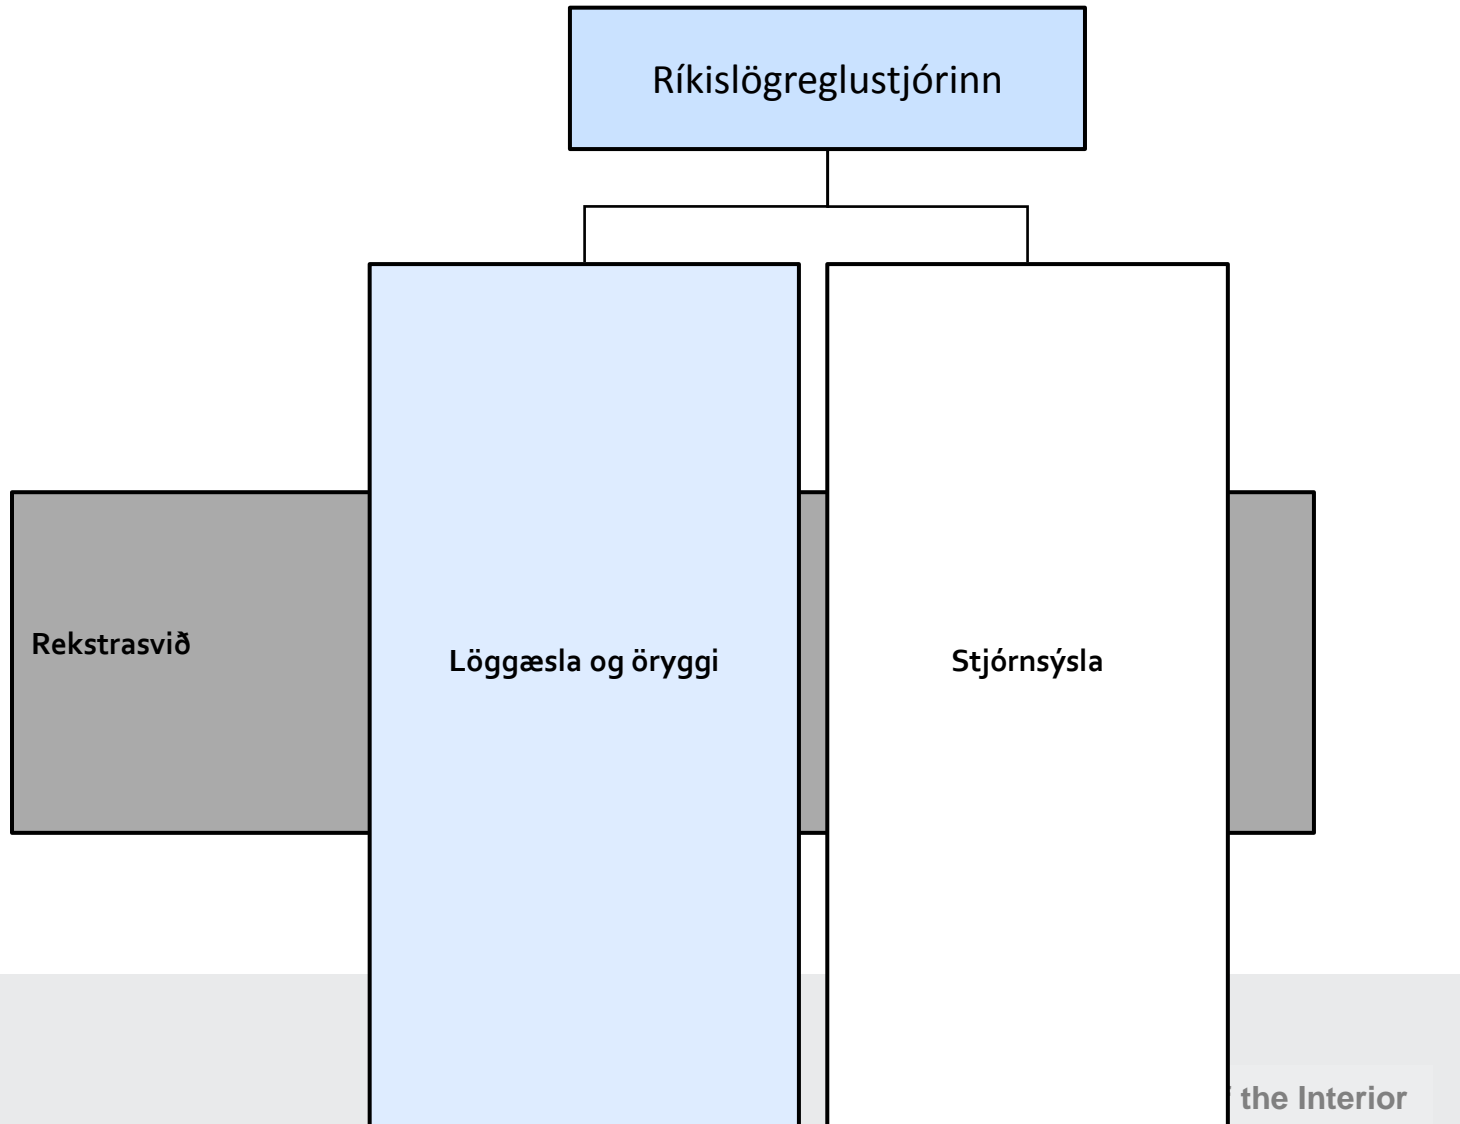 Ríkislögreglustjórinn
Rekstrasvið
Löggæsla og öryggi
Stjórnsýsla
the Interior